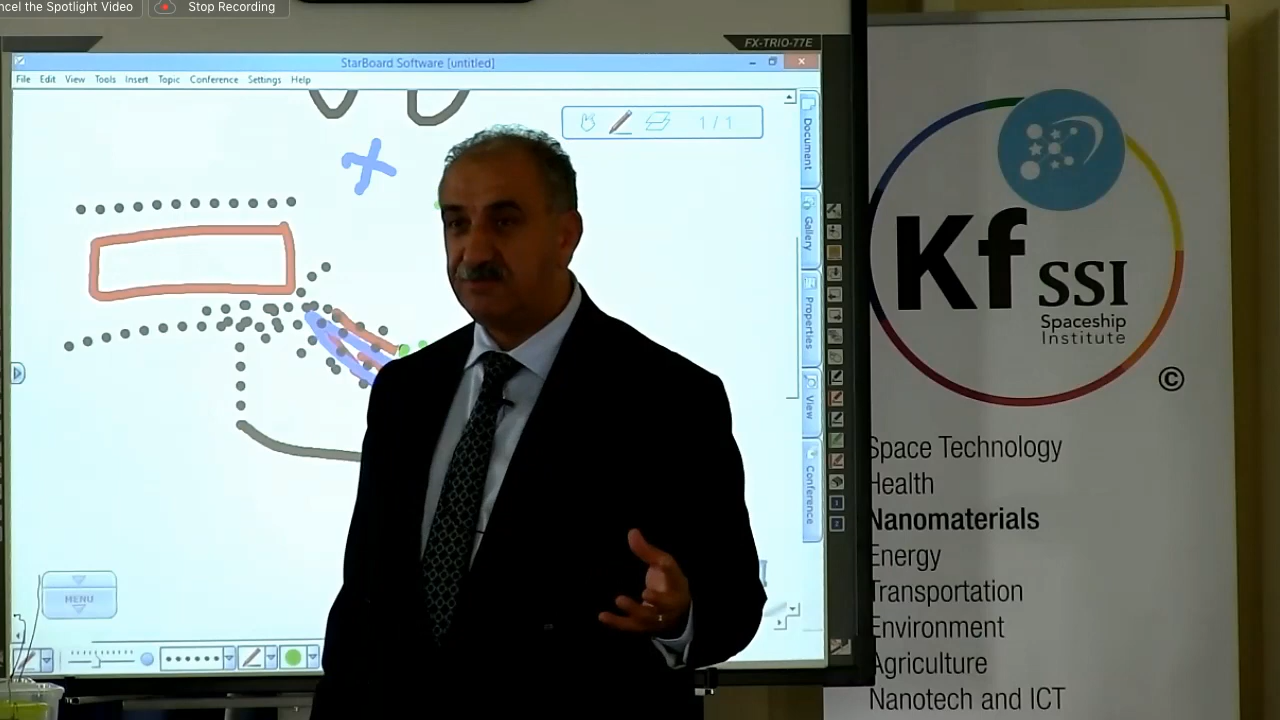 ncel the Spotlight Video
Stop Recording
FX-TRIO-77E
StarBoard Software [untitled]
File Edit View Tools Insert Topic Conference Settings Help
1/1
Document
Gallery
Properties
View
Conference
MENU
Kf SSI
Spaceship
Institute
©
Space Technology
Health
Nanomaterials
Energy
Transportation
Environment
Agriculture
Nanotech and ICT